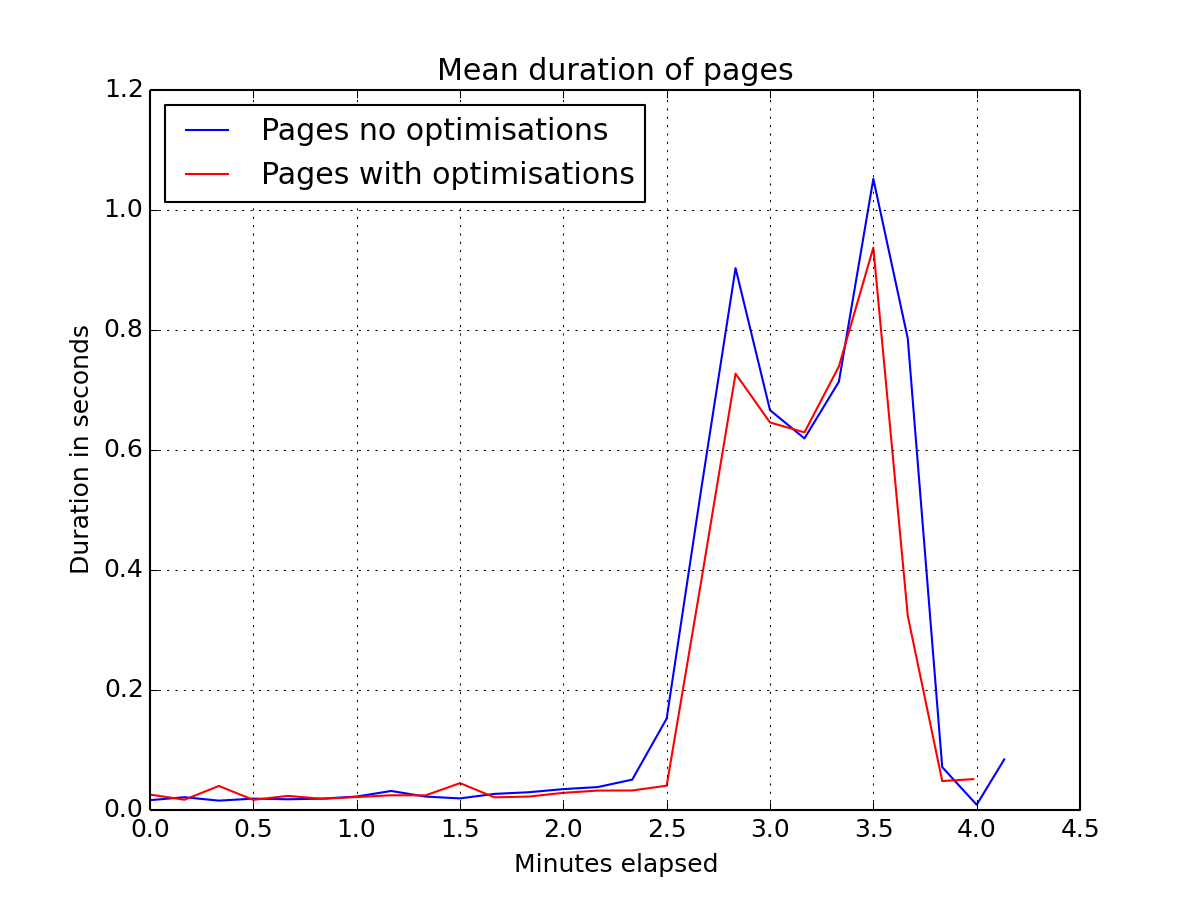 Mean duration of pages
Pages no optimisations
Pages with optimisations
Duration in seconds
1.2
1.0
0.8
0.6
0.4
0.2
0.0
0.0 0.5 1.0 1.5 2.0 2.5 3.0 3.5 4.0 4.5
Minutes elapsed